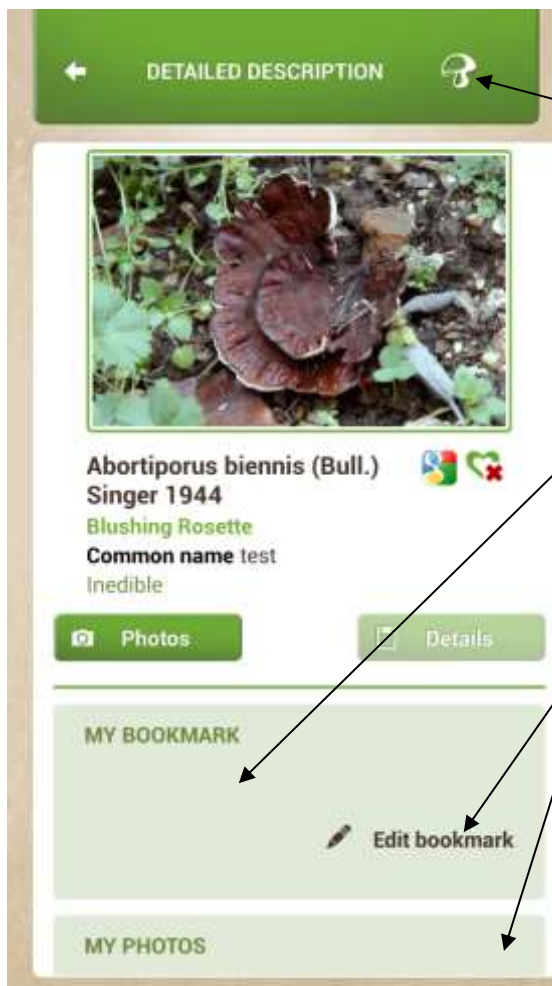 DETAILED DESCRIPTION
Abortiporus biennis (Bull.)
Singer 1944
Blushing Rosette
Common name test
Inedible
Photos
Details
MY BOOKMARK
Edit bookmark
MY PHOTOS